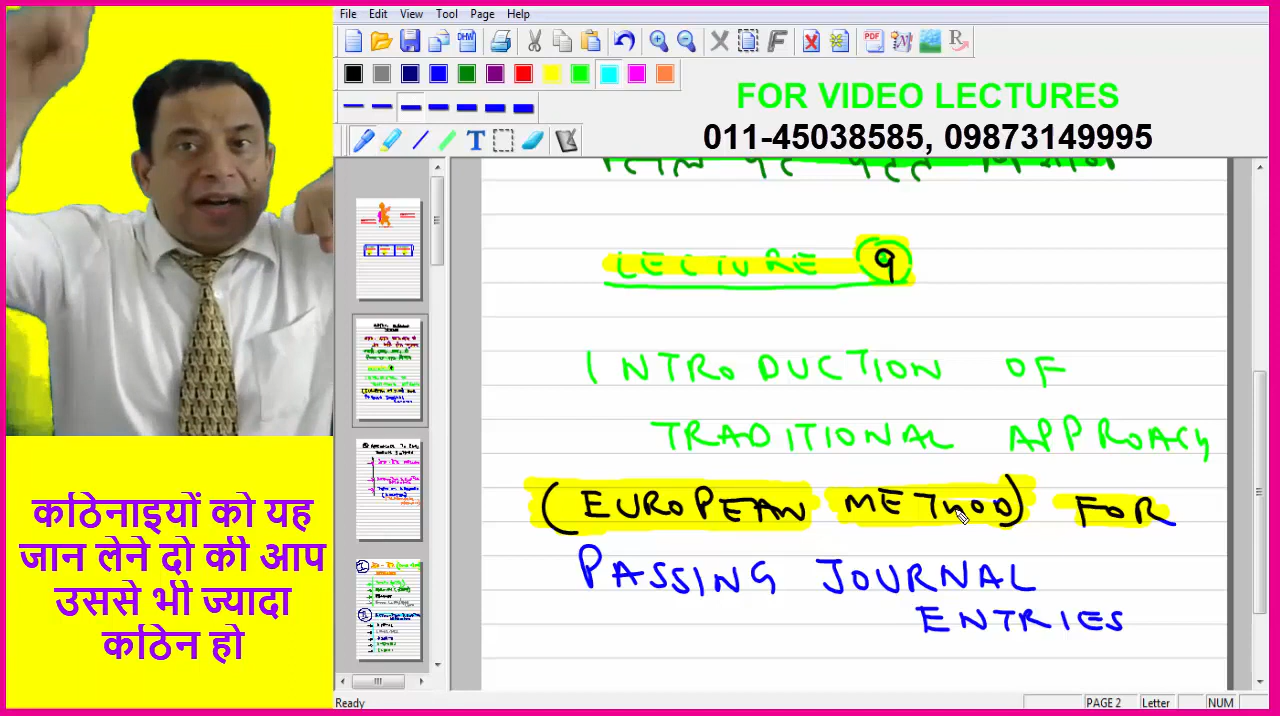 File Edit View Tool Page Help
FOR VIDEO LECTURES
011-45038585, 09873149995
LECTURE 9
INTRODUCTION OF
TRADITIONAL APPROACH
(EUROPEAN METHOD) FOR
PASSING JOURNAL
ENTRIES
कठिनाइयों को यह
जान लेने दो की आप
उससे भी ज्यादा
कठिन हो
Ready PAGE 2 Letter NUM